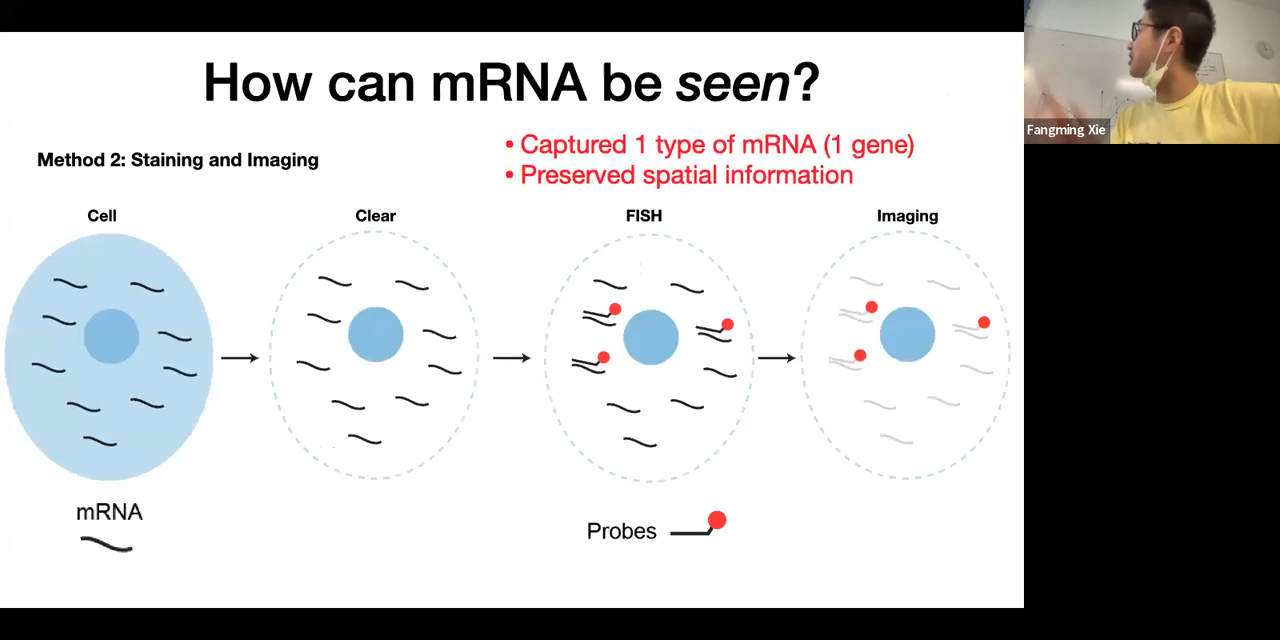 How can mRNA be seen?
• Captured 1 type of mRNA (1 gene)
• Preserved spatial information
Method 2: Staining and Imaging
Cell
Clear
FISH
Imaging
mRNA
Probes
Fangming Xie